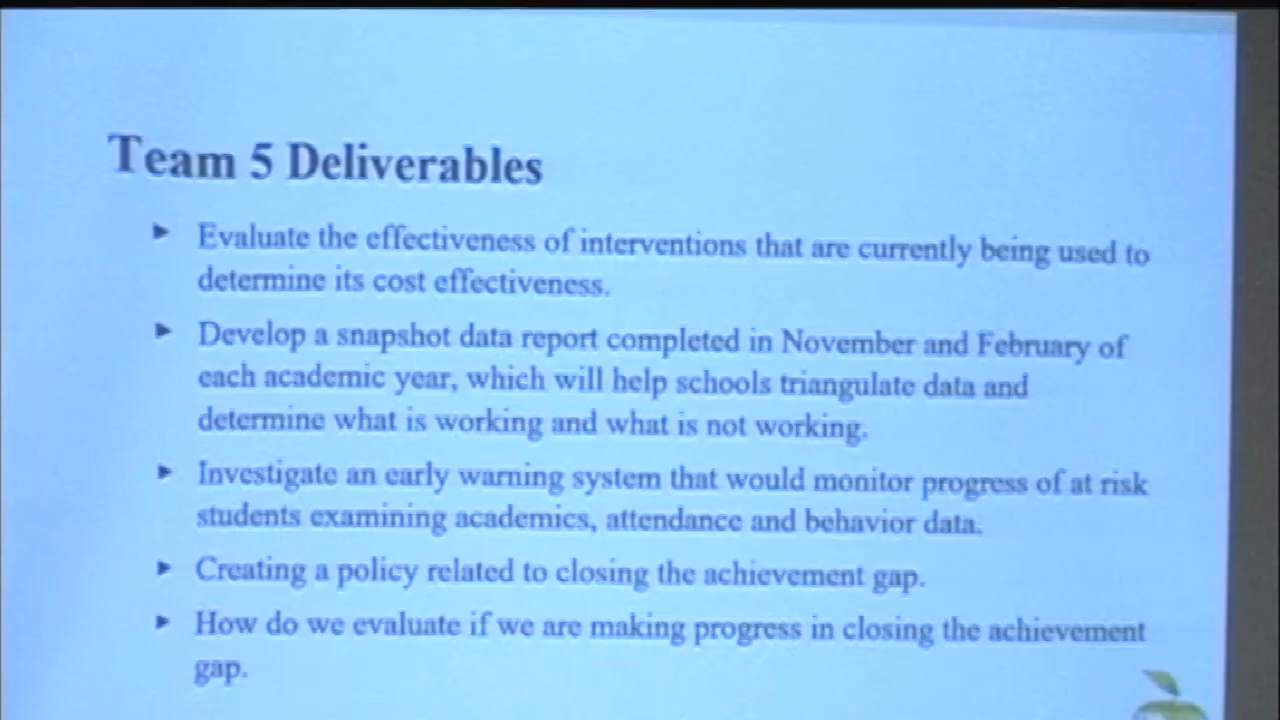 Team 5 Deliverables
► Evaluate the effectiveness of interventions that are currently being used to
determine its cost effectiveness.
► Develop a snapshot data report completed in November and February of
each academic year, which will help schools triangulate data and
determine what is working and what is not working.
► Investigate an early warning system that would monitor progress of at risk
students examining academics, attendance and behavior data.
► Creating a policy related to closing the achievement gap.
► How do we evaluate if we are making progress in closing the achievement
gap.